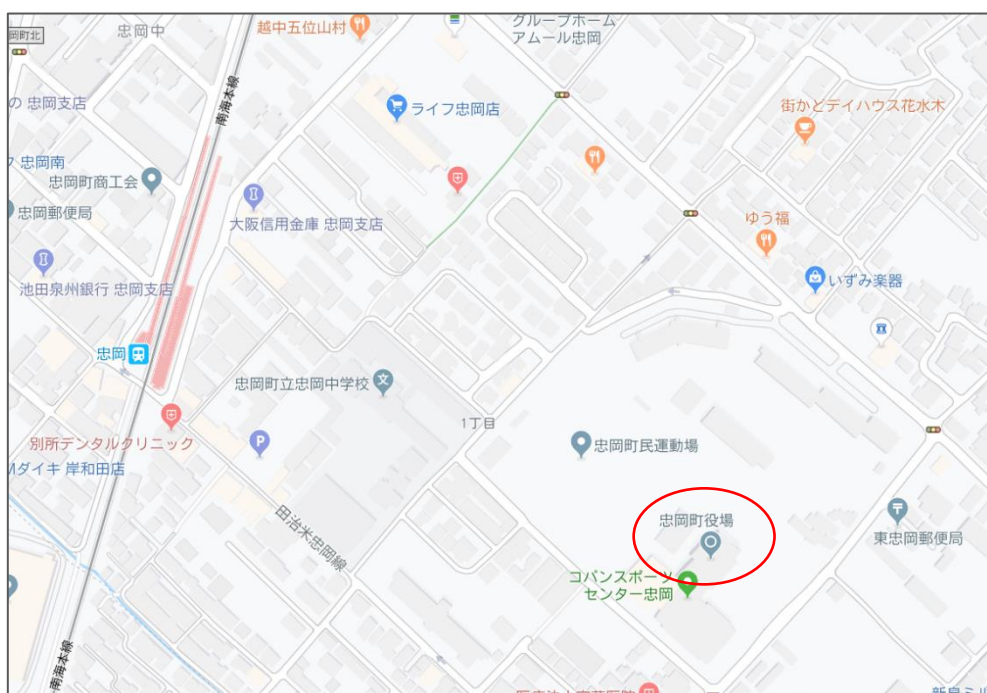 岡町北
忠岡中
越中五位山村
グループホーム
アムール忠岡
南海本線
の 忠岡支店
ライフ忠岡店
街かどデイハウス花水木
忠岡南
忠岡町商工会
忠岡郵便局
大阪信用金庫 忠岡支店
ゆう福
いずみ楽器
池田泉州銀行 忠岡支店
忠岡
忠岡町立忠岡中学校
1丁目
別所デンタルクリニック
P
忠岡町民運動場
Mダイキ 岸和田店
田治米忠岡線
忠岡町役場
東忠岡郵便局
コパンスポーツ
センター忠岡
南海本線